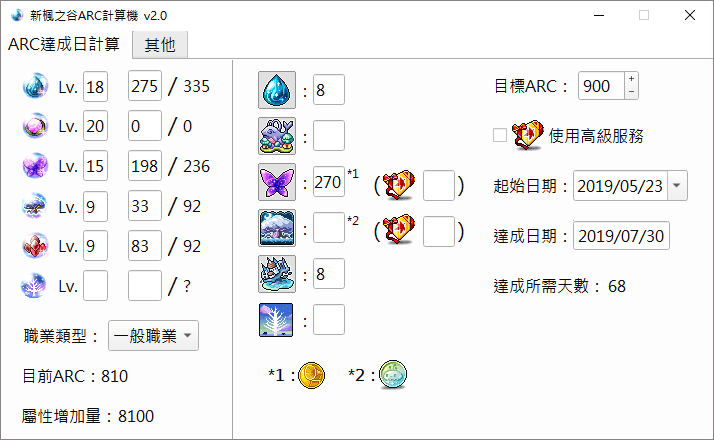 新楓之谷ARC計算機 v2.0
ARC達成日計算 其他
Lv. 18 275 / 335
Lv. 20 0 / 0
Lv. 15 198 / 236
Lv. 9 33 / 92
Lv. 9 83 / 92
Lv. / ?
職業類型： 一般職業
目前ARC：810
屬性增加量：8100
: 8
:
: 270 *1 ( )
: *2 ( )
: 8
:
*1 : *2 :
目標ARC： 900 + −
使用高級服務
起始日期：2019/05/23
達成日期：2019/07/30
達成所需天數： 68